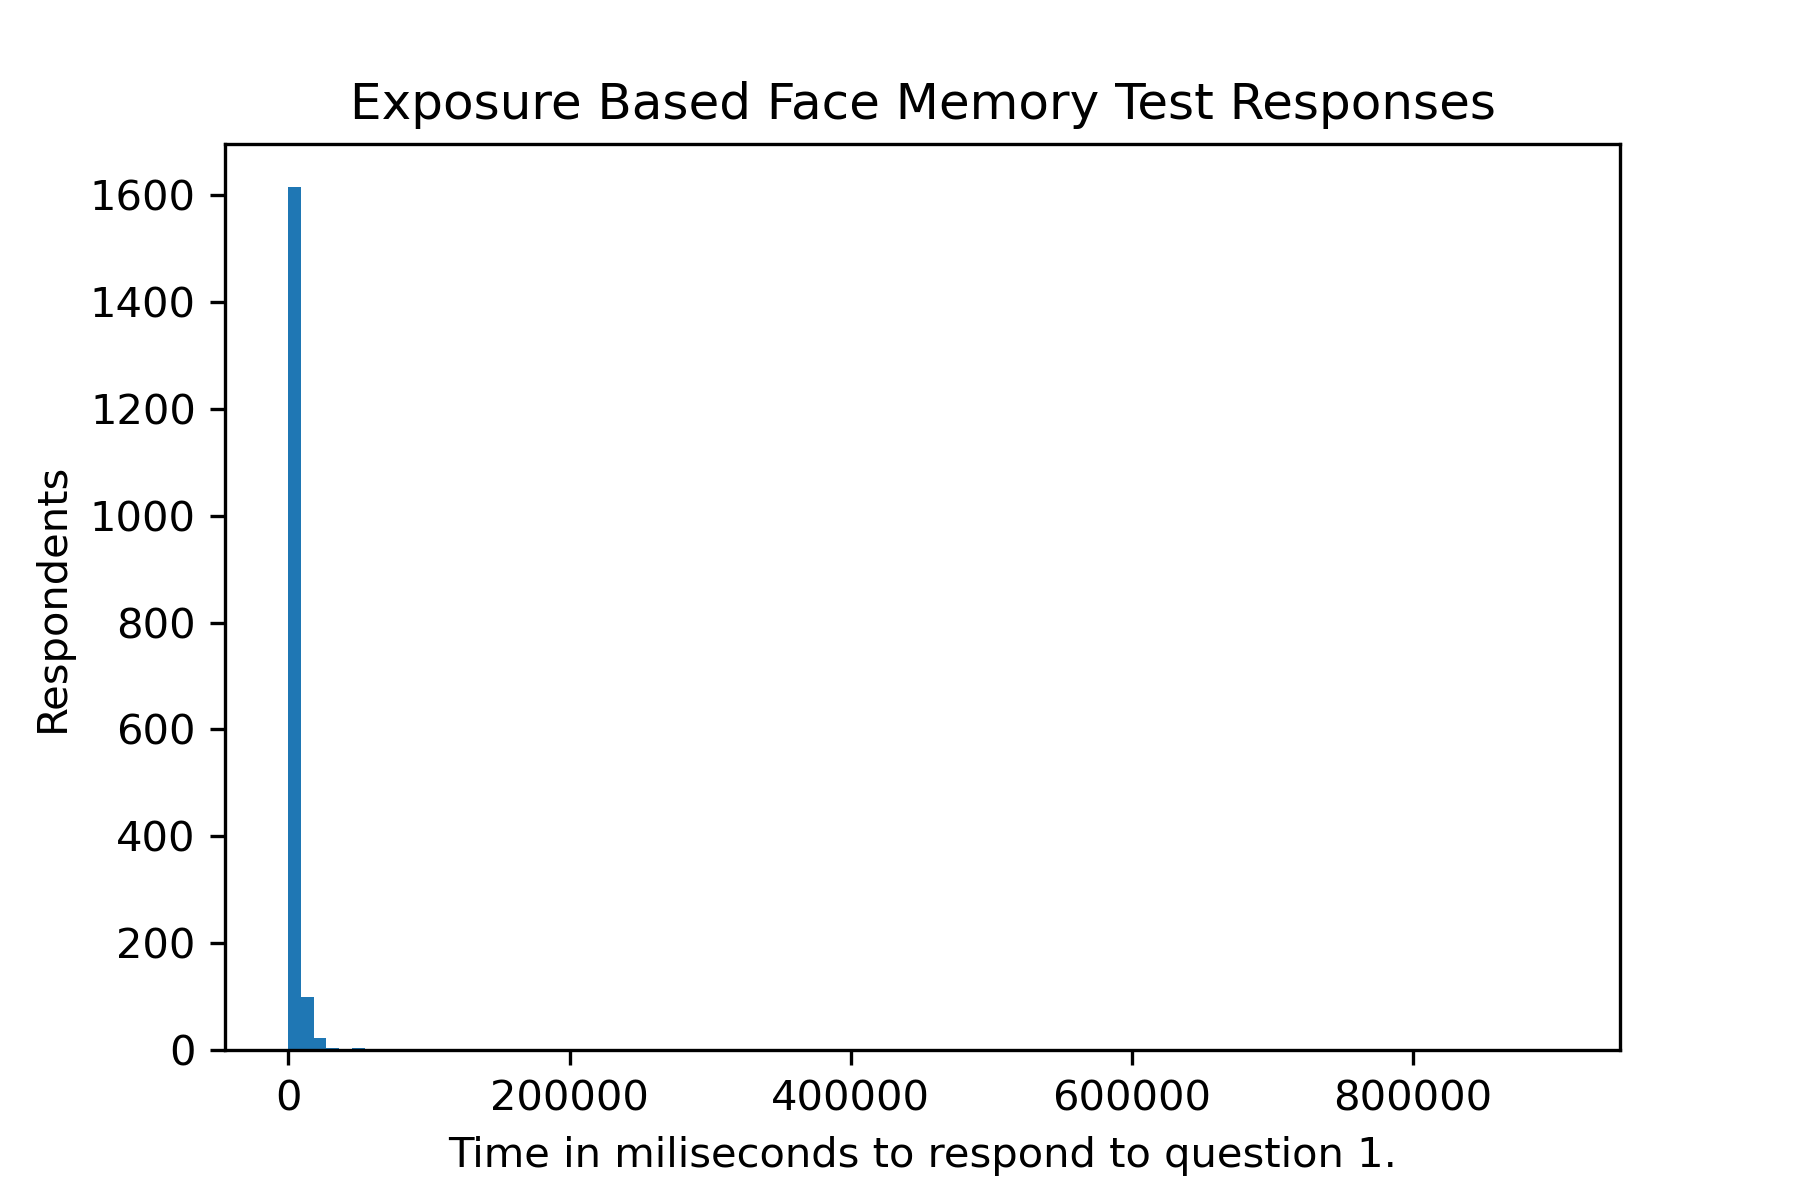 Exposure Based Face Memory Test Responses
1600
1400
1200
1000
800
600
400
200
0
Respondents
0 200000 400000 600000 800000
Time in miliseconds to respond to question 1.